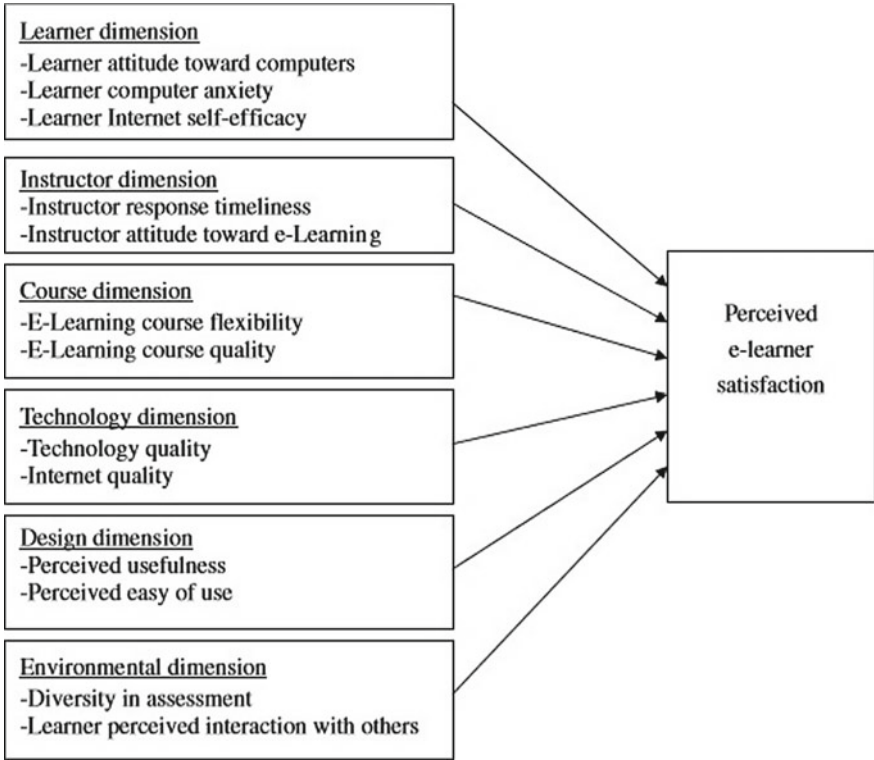 Learner dimension
-Learner attitude toward computers
-Learner computer anxiety
-Learner Internet self-efficacy
Instructor dimension
-Instructor response timeliness
-Instructor attitude toward e-Learning
Course dimension
-E-Learning course flexibility
-E-Learning course quality
Technology dimension
-Technology quality
-Internet quality
Design dimension
-Perceived usefulness
-Perceived easy of use
Environmental dimension
-Diversity in assessment
-Learner perceived interaction with others
Perceived
e-learner
satisfaction